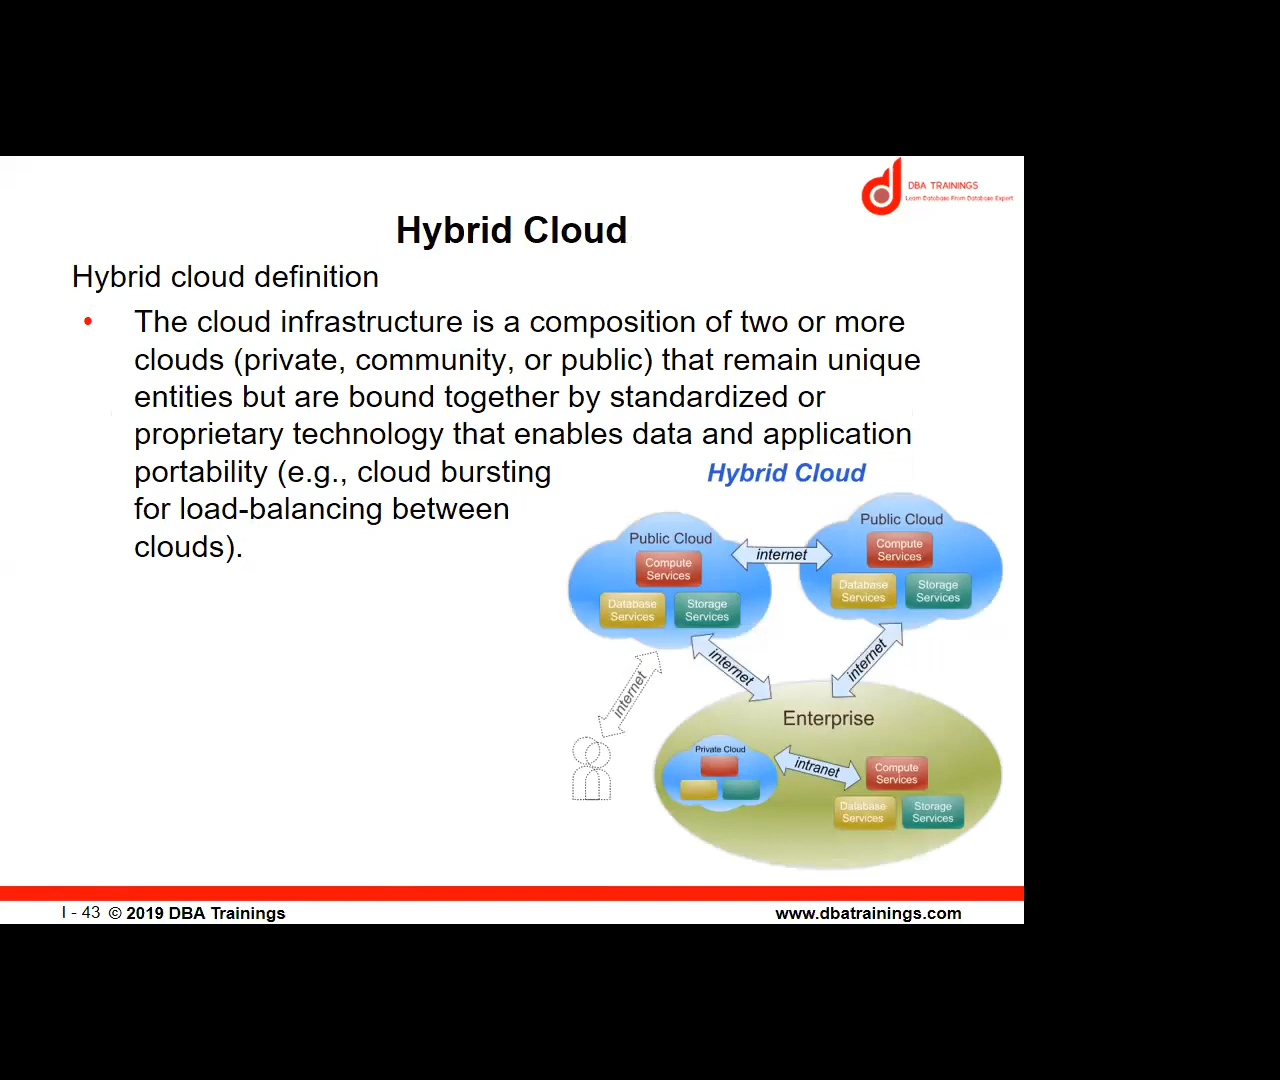 DBA TRAININGS
Learn Database From Database Expert
Hybrid Cloud
Hybrid cloud definition
• The cloud infrastructure is a composition of two or more
clouds (private, community, or public) that remain unique
entities but are bound together by standardized or
proprietary technology that enables data and application
portability (e.g., cloud bursting
for load-balancing between
clouds).
Hybrid Cloud
Public Cloud
Compute
Services
Database
Services
Storage
Services
internet
Public Cloud
Compute
Services
Database
Services
Storage
Services
internet
internet
internet
Enterprise
Private Cloud
intranet
Compute
Services
Database
Services
Storage
Services
I - 43 © 2019 DBA Trainings
www.dbatrainings.com